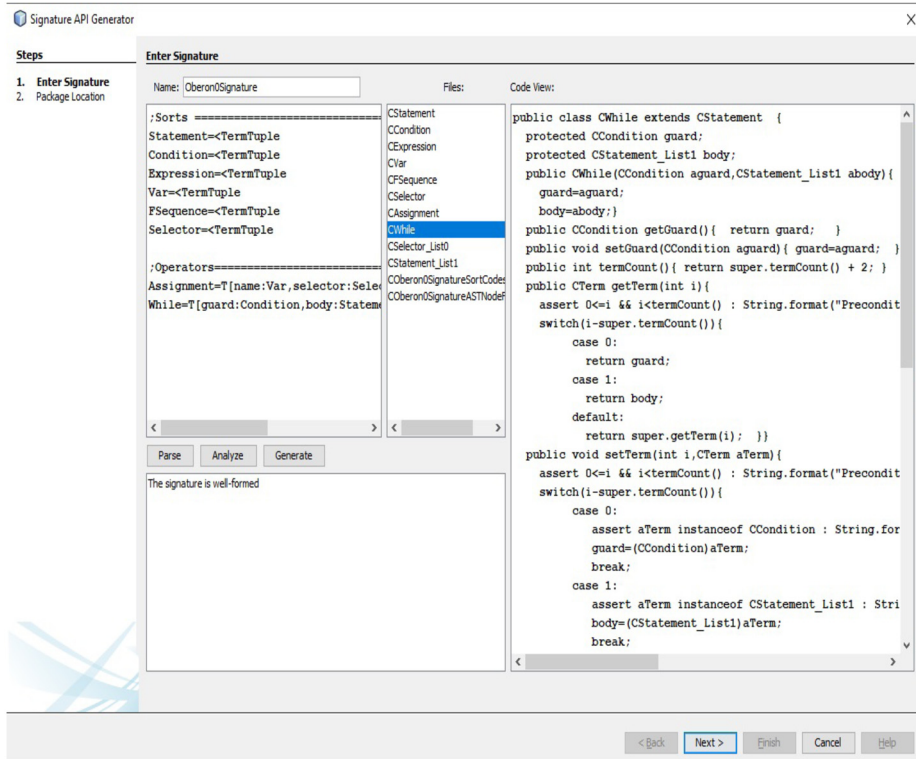 Signature API Generator
X
Steps
1. Enter Signature
2. Package Location
Enter Signature
Name: Oberon0Signature
Files:
Code View:
;Sorts =============================
Statement=<TermTuple
Condition=<TermTuple
Expression=<TermTuple
Var=<TermTuple
FSequence=<TermTuple
Selector=<TermTuple
;Operators==========================
Assignment=T[name:Var,selector:Selec
While=T[guard:Condition,body:Stateme
CStatement
CCondition
CExpression
CVar
CFSequence
CSelector
CAssignment
CWhile
CSelector_List0
CStatement_List1
COberon0SignatureSortCodes
COberon0SignatureASTNodeF
public class CWhile extends CStatement  {
protected CCondition guard;
protected CStatement_List1 body;
public CWhile(CCondition aguard,CStatement_List1 abody){
guard=aguard;
body=abody;}
public CCondition getGuard(){  return guard;   }
public void setGuard(CCondition aguard){ guard=aguard;  }
public int termCount(){ return super.termCount() + 2; }
public CTerm getTerm(int i){
assert 0<=i && i<termCount() : String.format("Precondit
switch(i-super.termCount()){
case 0:
return guard;
case 1:
return body;
default:
return super.getTerm(i);  }}
public void setTerm(int i,CTerm aTerm){
assert 0<=i && i<termCount() : String.format("Precondit
switch(i-super.termCount()){
case 0:
assert aTerm instanceof CCondition : String.for
guard=(CCondition)aTerm;
break;
case 1:
assert aTerm instanceof CStatement_List1 : Stri
body=(CStatement_List1)aTerm;
break;
Parse
Analyze
Generate
The signature is well-formed
< Back
Next >
Finish
Cancel
Help